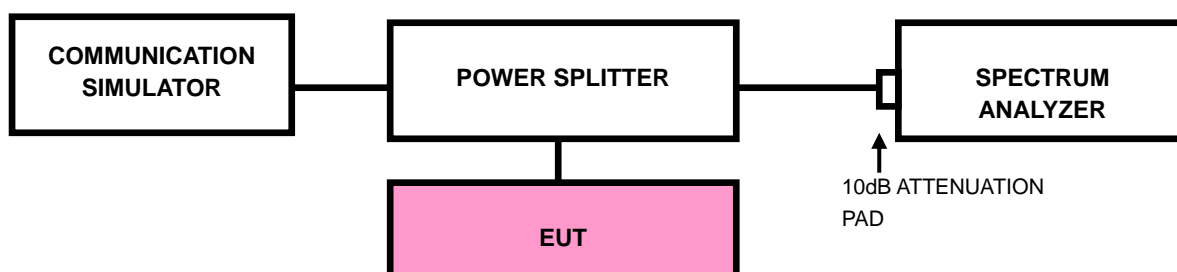 COMMUNICATION
SIMULATOR
POWER SPLITTER
SPECTRUM
ANALYZER
10dB ATTENUATION
PAD
EUT